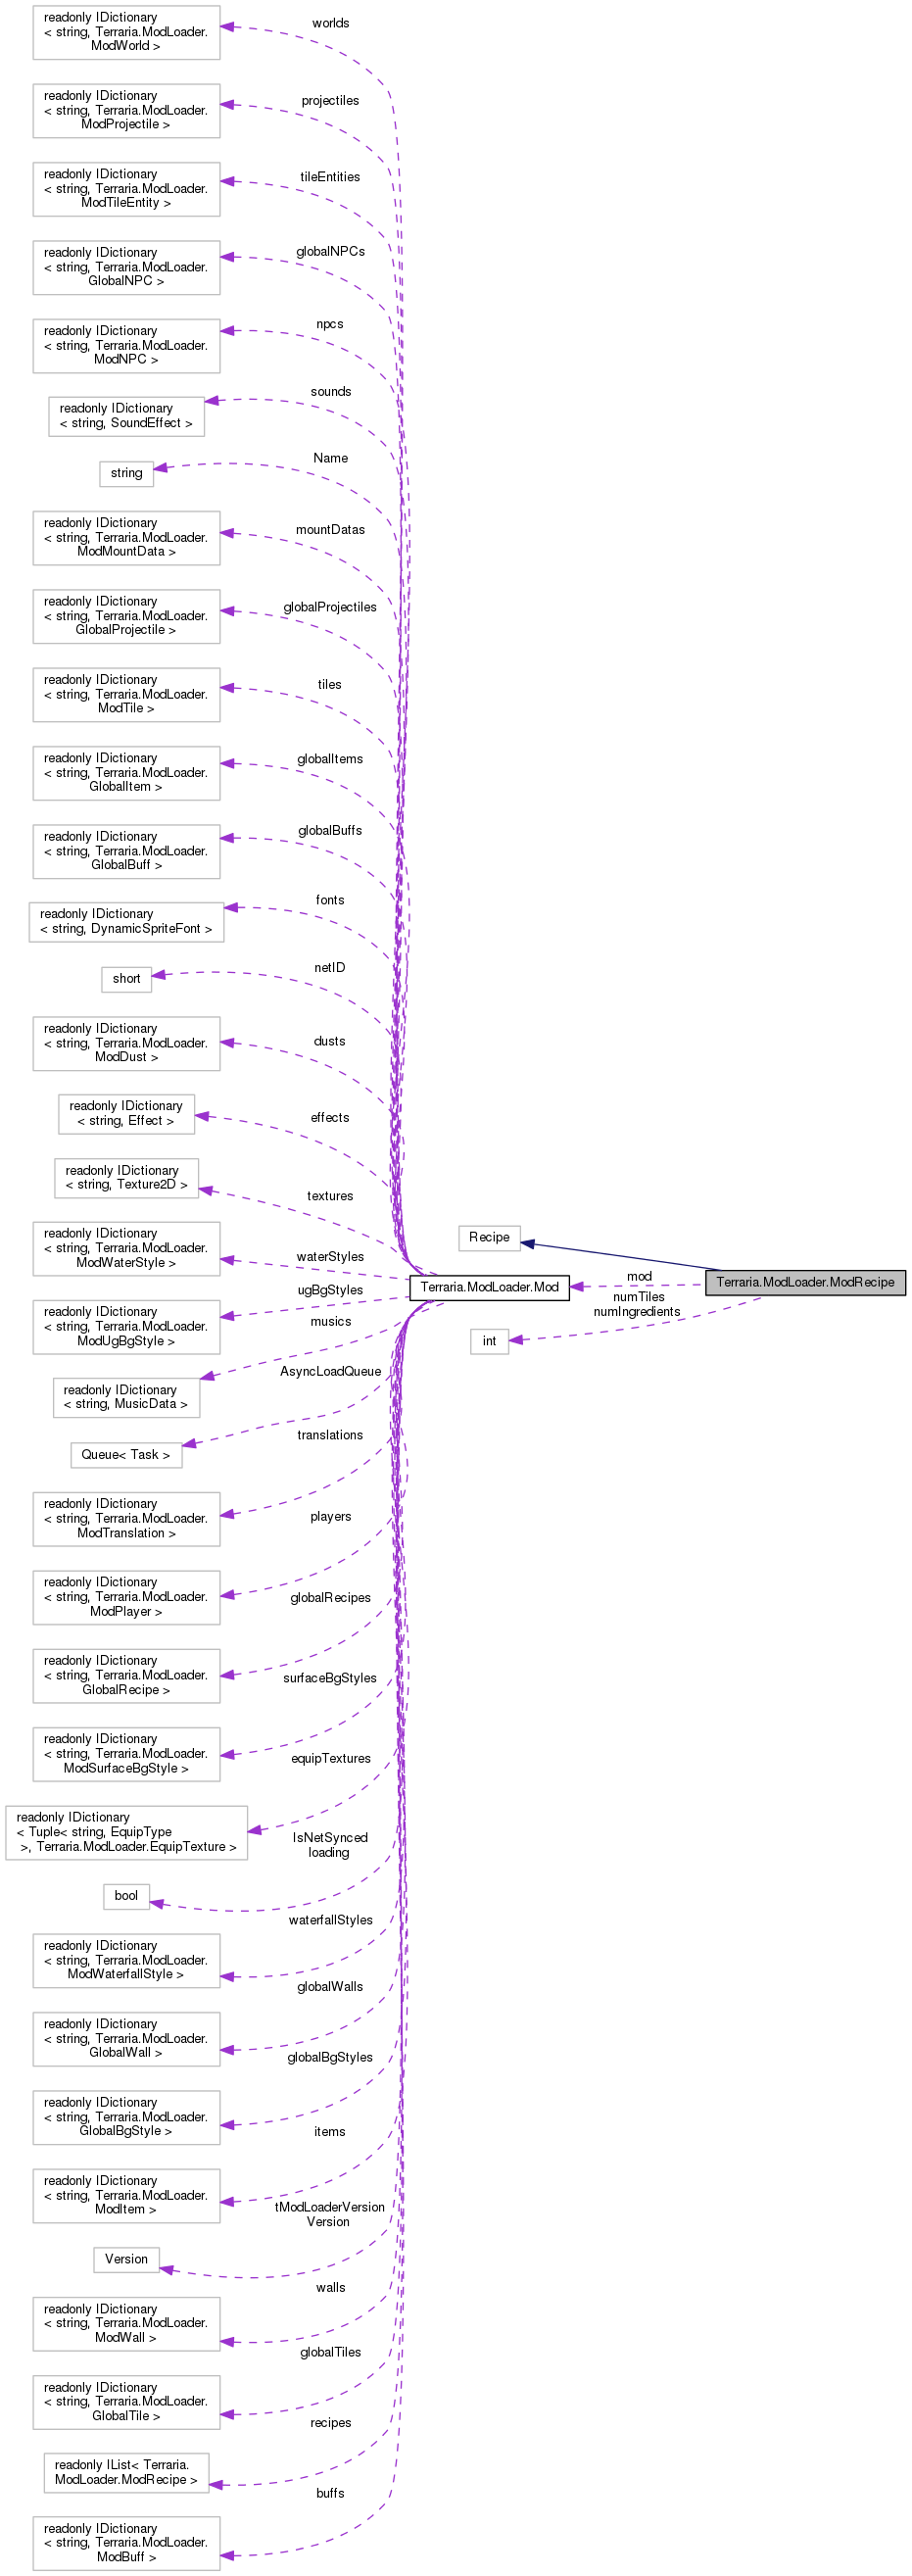 readonly IDictionary
< string, Terraria.ModLoader.
ModWorld >
worlds
readonly IDictionary
< string, Terraria.ModLoader.
ModProjectile >
projectiles
readonly IDictionary
< string, Terraria.ModLoader.
ModTileEntity >
tileEntities
readonly IDictionary
< string, Terraria.ModLoader.
GlobalNPC >
globalNPCs
readonly IDictionary
< string, Terraria.ModLoader.
ModNPC >
npcs
readonly IDictionary
< string, SoundEffect >
sounds
string
Name
readonly IDictionary
< string, Terraria.ModLoader.
ModMountData >
mountDatas
readonly IDictionary
< string, Terraria.ModLoader.
GlobalProjectile >
globalProjectiles
readonly IDictionary
< string, Terraria.ModLoader.
ModTile >
tiles
readonly IDictionary
< string, Terraria.ModLoader.
GlobalItem >
globalItems
readonly IDictionary
< string, Terraria.ModLoader.
GlobalBuff >
globalBuffs
readonly IDictionary
< string, DynamicSpriteFont >
fonts
short
netID
readonly IDictionary
< string, Terraria.ModLoader.
ModDust >
dusts
readonly IDictionary
< string, Effect >
effects
readonly IDictionary
< string, Texture2D >
textures
readonly IDictionary
< string, Terraria.ModLoader.
ModWaterStyle >
waterStyles
Recipe
Terraria.ModLoader.Mod
mod
Terraria.ModLoader.ModRecipe
numTiles
numIngredients
int
readonly IDictionary
< string, Terraria.ModLoader.
ModUgBgStyle >
ugBgStyles
readonly IDictionary
< string, MusicData >
musics
Queue< Task >
AsyncLoadQueue
readonly IDictionary
< string, Terraria.ModLoader.
ModTranslation >
translations
readonly IDictionary
< string, Terraria.ModLoader.
ModPlayer >
players
readonly IDictionary
< string, Terraria.ModLoader.
GlobalRecipe >
globalRecipes
readonly IDictionary
< string, Terraria.ModLoader.
ModSurfaceBgStyle >
surfaceBgStyles
readonly IDictionary
< Tuple< string, EquipType
>, Terraria.ModLoader.EquipTexture >
equipTextures
bool
IsNetSynced
loading
readonly IDictionary
< string, Terraria.ModLoader.
ModWaterfallStyle >
waterfallStyles
readonly IDictionary
< string, Terraria.ModLoader.
GlobalWall >
globalWalls
readonly IDictionary
< string, Terraria.ModLoader.
GlobalBgStyle >
globalBgStyles
readonly IDictionary
< string, Terraria.ModLoader.
ModItem >
items
Version
tModLoaderVersion
Version
readonly IDictionary
< string, Terraria.ModLoader.
ModWall >
walls
readonly IDictionary
< string, Terraria.ModLoader.
GlobalTile >
globalTiles
readonly IList< Terraria.
ModLoader.ModRecipe >
recipes
readonly IDictionary
< string, Terraria.ModLoader.
ModBuff >
buffs